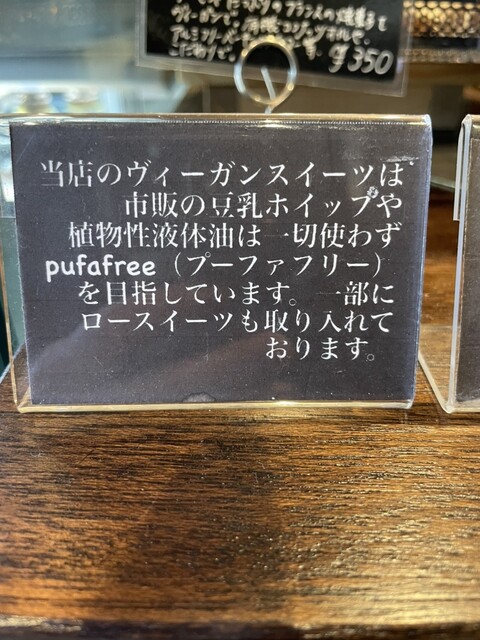 ¥350
当店のヴィーガンスイーツは
市販の豆乳ホイップや
植物性液体油は一切使わず
pufafree（プーファフリー）
を目指しています。一部に
ロースイーツも取り入れて
おります。